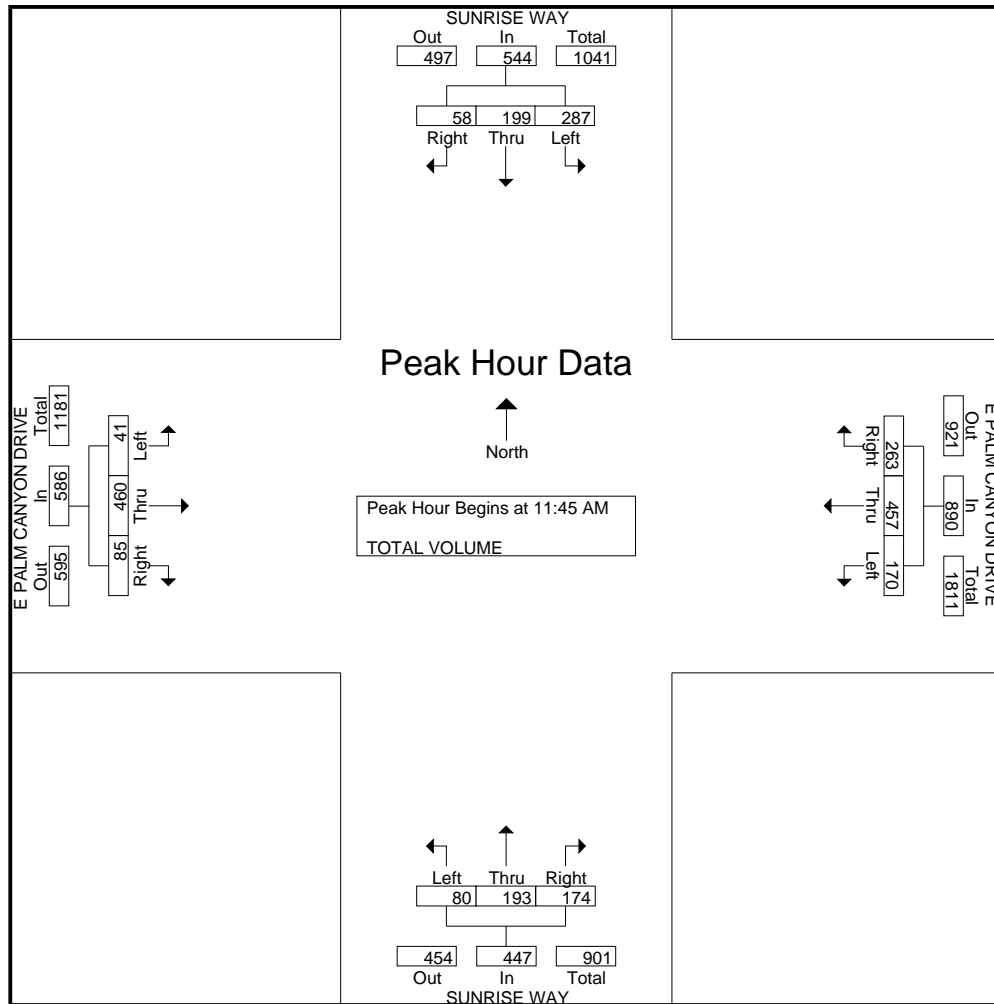 SUNRISE WAY
Out In Total
497 544 1041
58 199 287
Right Thru Left
Peak Hour Data
North
Peak Hour Begins at 11:45 AM
TOTAL VOLUME
E PALM CANYON DRIVE
Out In Total
595 586 1181
41 460 85
Left Thru Right
E PALM CANYON DRIVE
Out In Total
921 890 1811
263 457 170
Right Thru Left
Left Thru Right
80 193 174
454 447 901
Out In Total
SUNRISE WAY